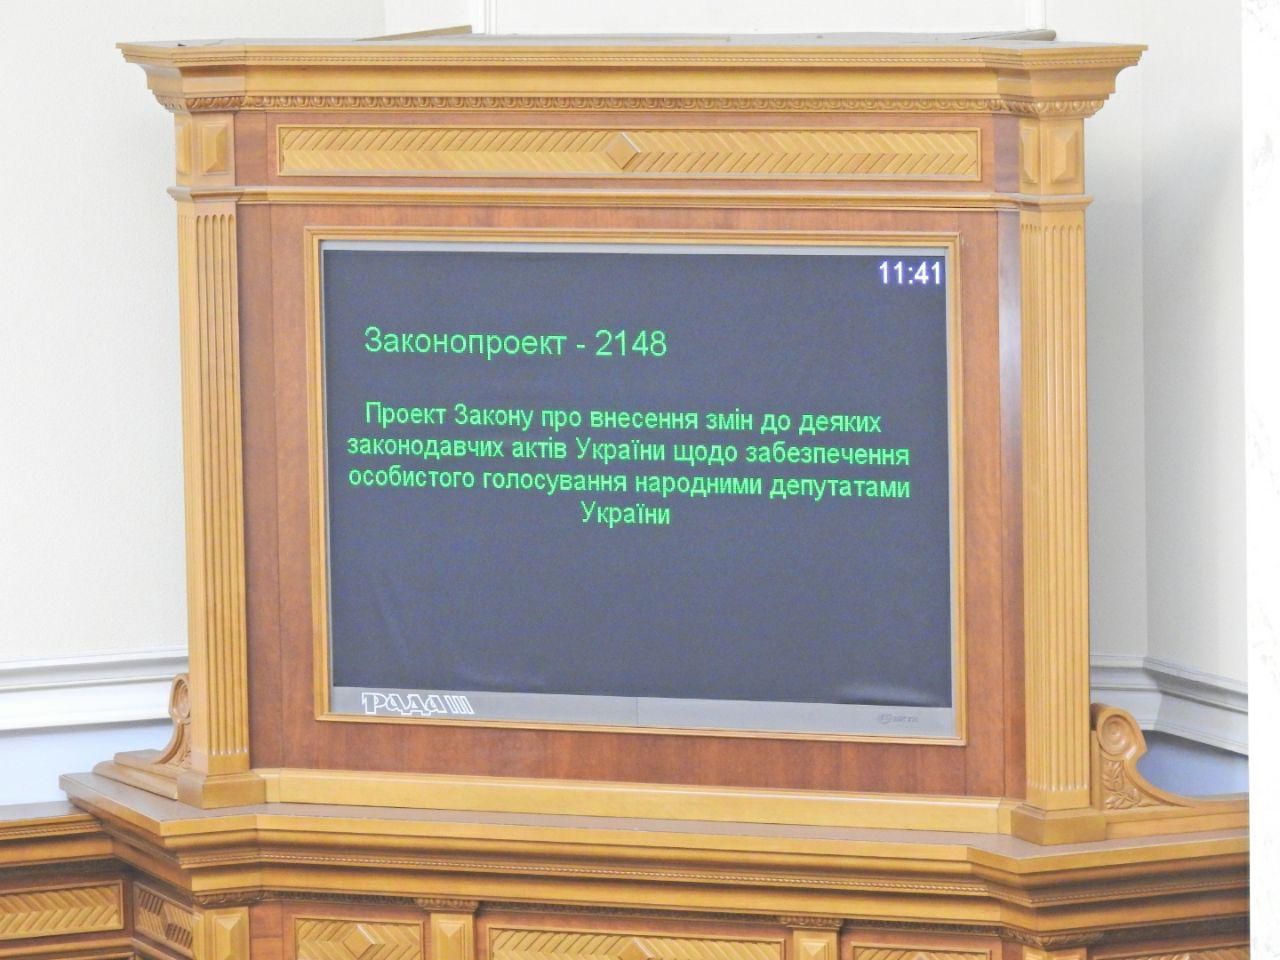 11:41
Законопроект - 2148
Проект Закону про внесення змін до деяких
законодавчих актів України щодо забезпечення
особистого голосування народними депутатами
України
РАДА III